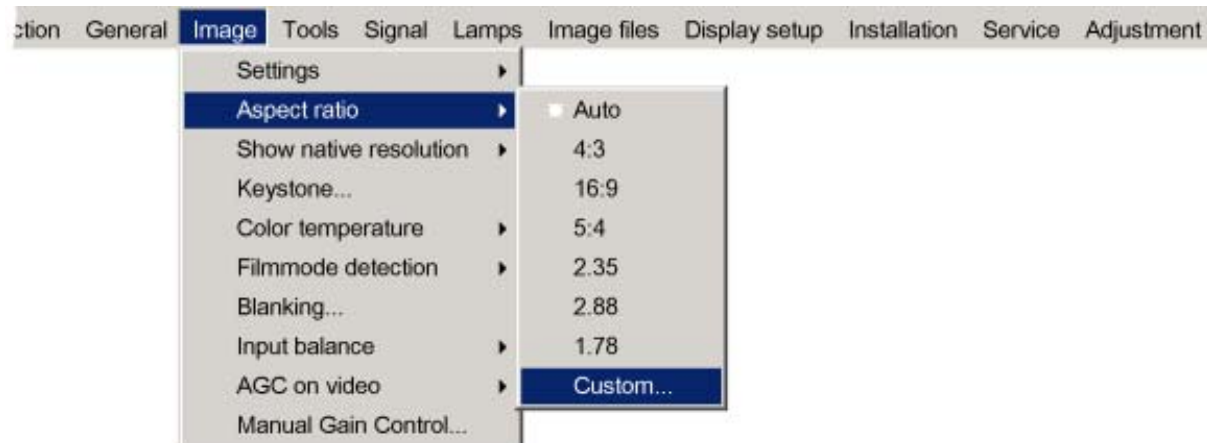 ction General Image Tools Signal Lamps Image files Display setup Installation Service Adjustment
Settings
Aspect ratio
Show native resolution
Keystone...
Color temperature
Filmmode detection
Blanking...
Input balance
AGC on video
Manual Gain Control...
Auto
4:3
16:9
5:4
2.35
2.88
1.78
Custom...